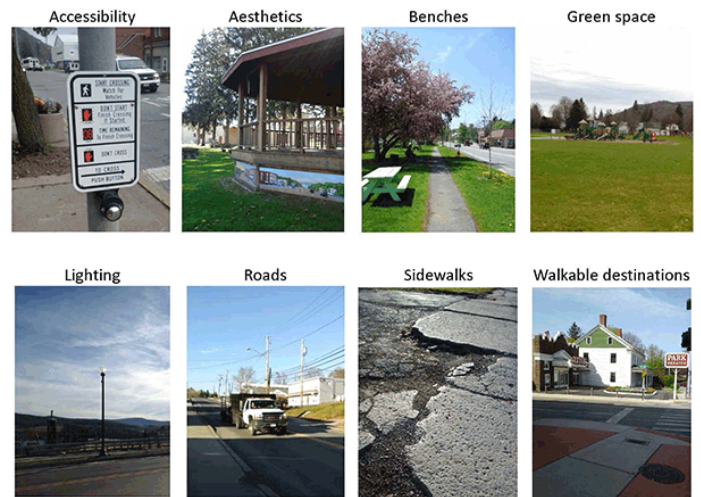 Accessibility
Aesthetics
Benches
Green space
START CROSSING
Watch For
Vehicles
DON'T START
Finish Crossing
If Started
TIME REMAINING
To Finish Crossing
DON'T CROSS
TO CROSS
PUSH BUTTON
Lighting
Roads
Sidewalks
Walkable destinations
PARK
THEATRE